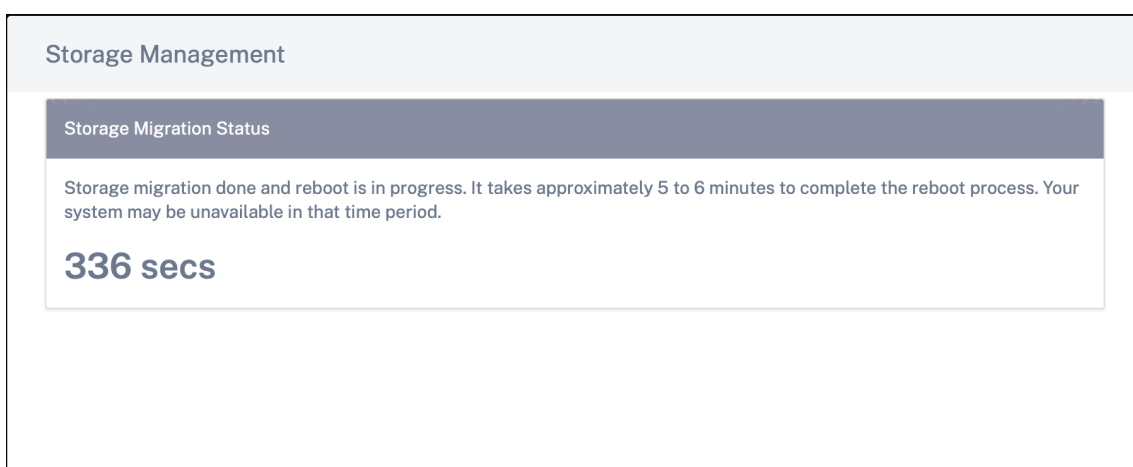 Storage Management
Storage Migration Status
Storage migration done and reboot is in progress. It takes approximately 5 to 6 minutes to complete the reboot process. Your
system may be unavailable in that time period.
336 secs